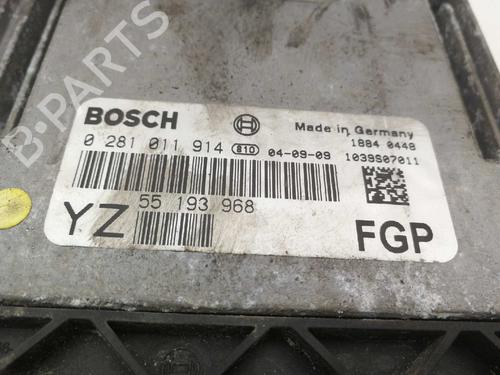 B-PARTS
BOSCH
Made in Germany
0 281 011 914 810 04-09-09
1884 0448
1039S07011
YZ 55 193 968
FGP